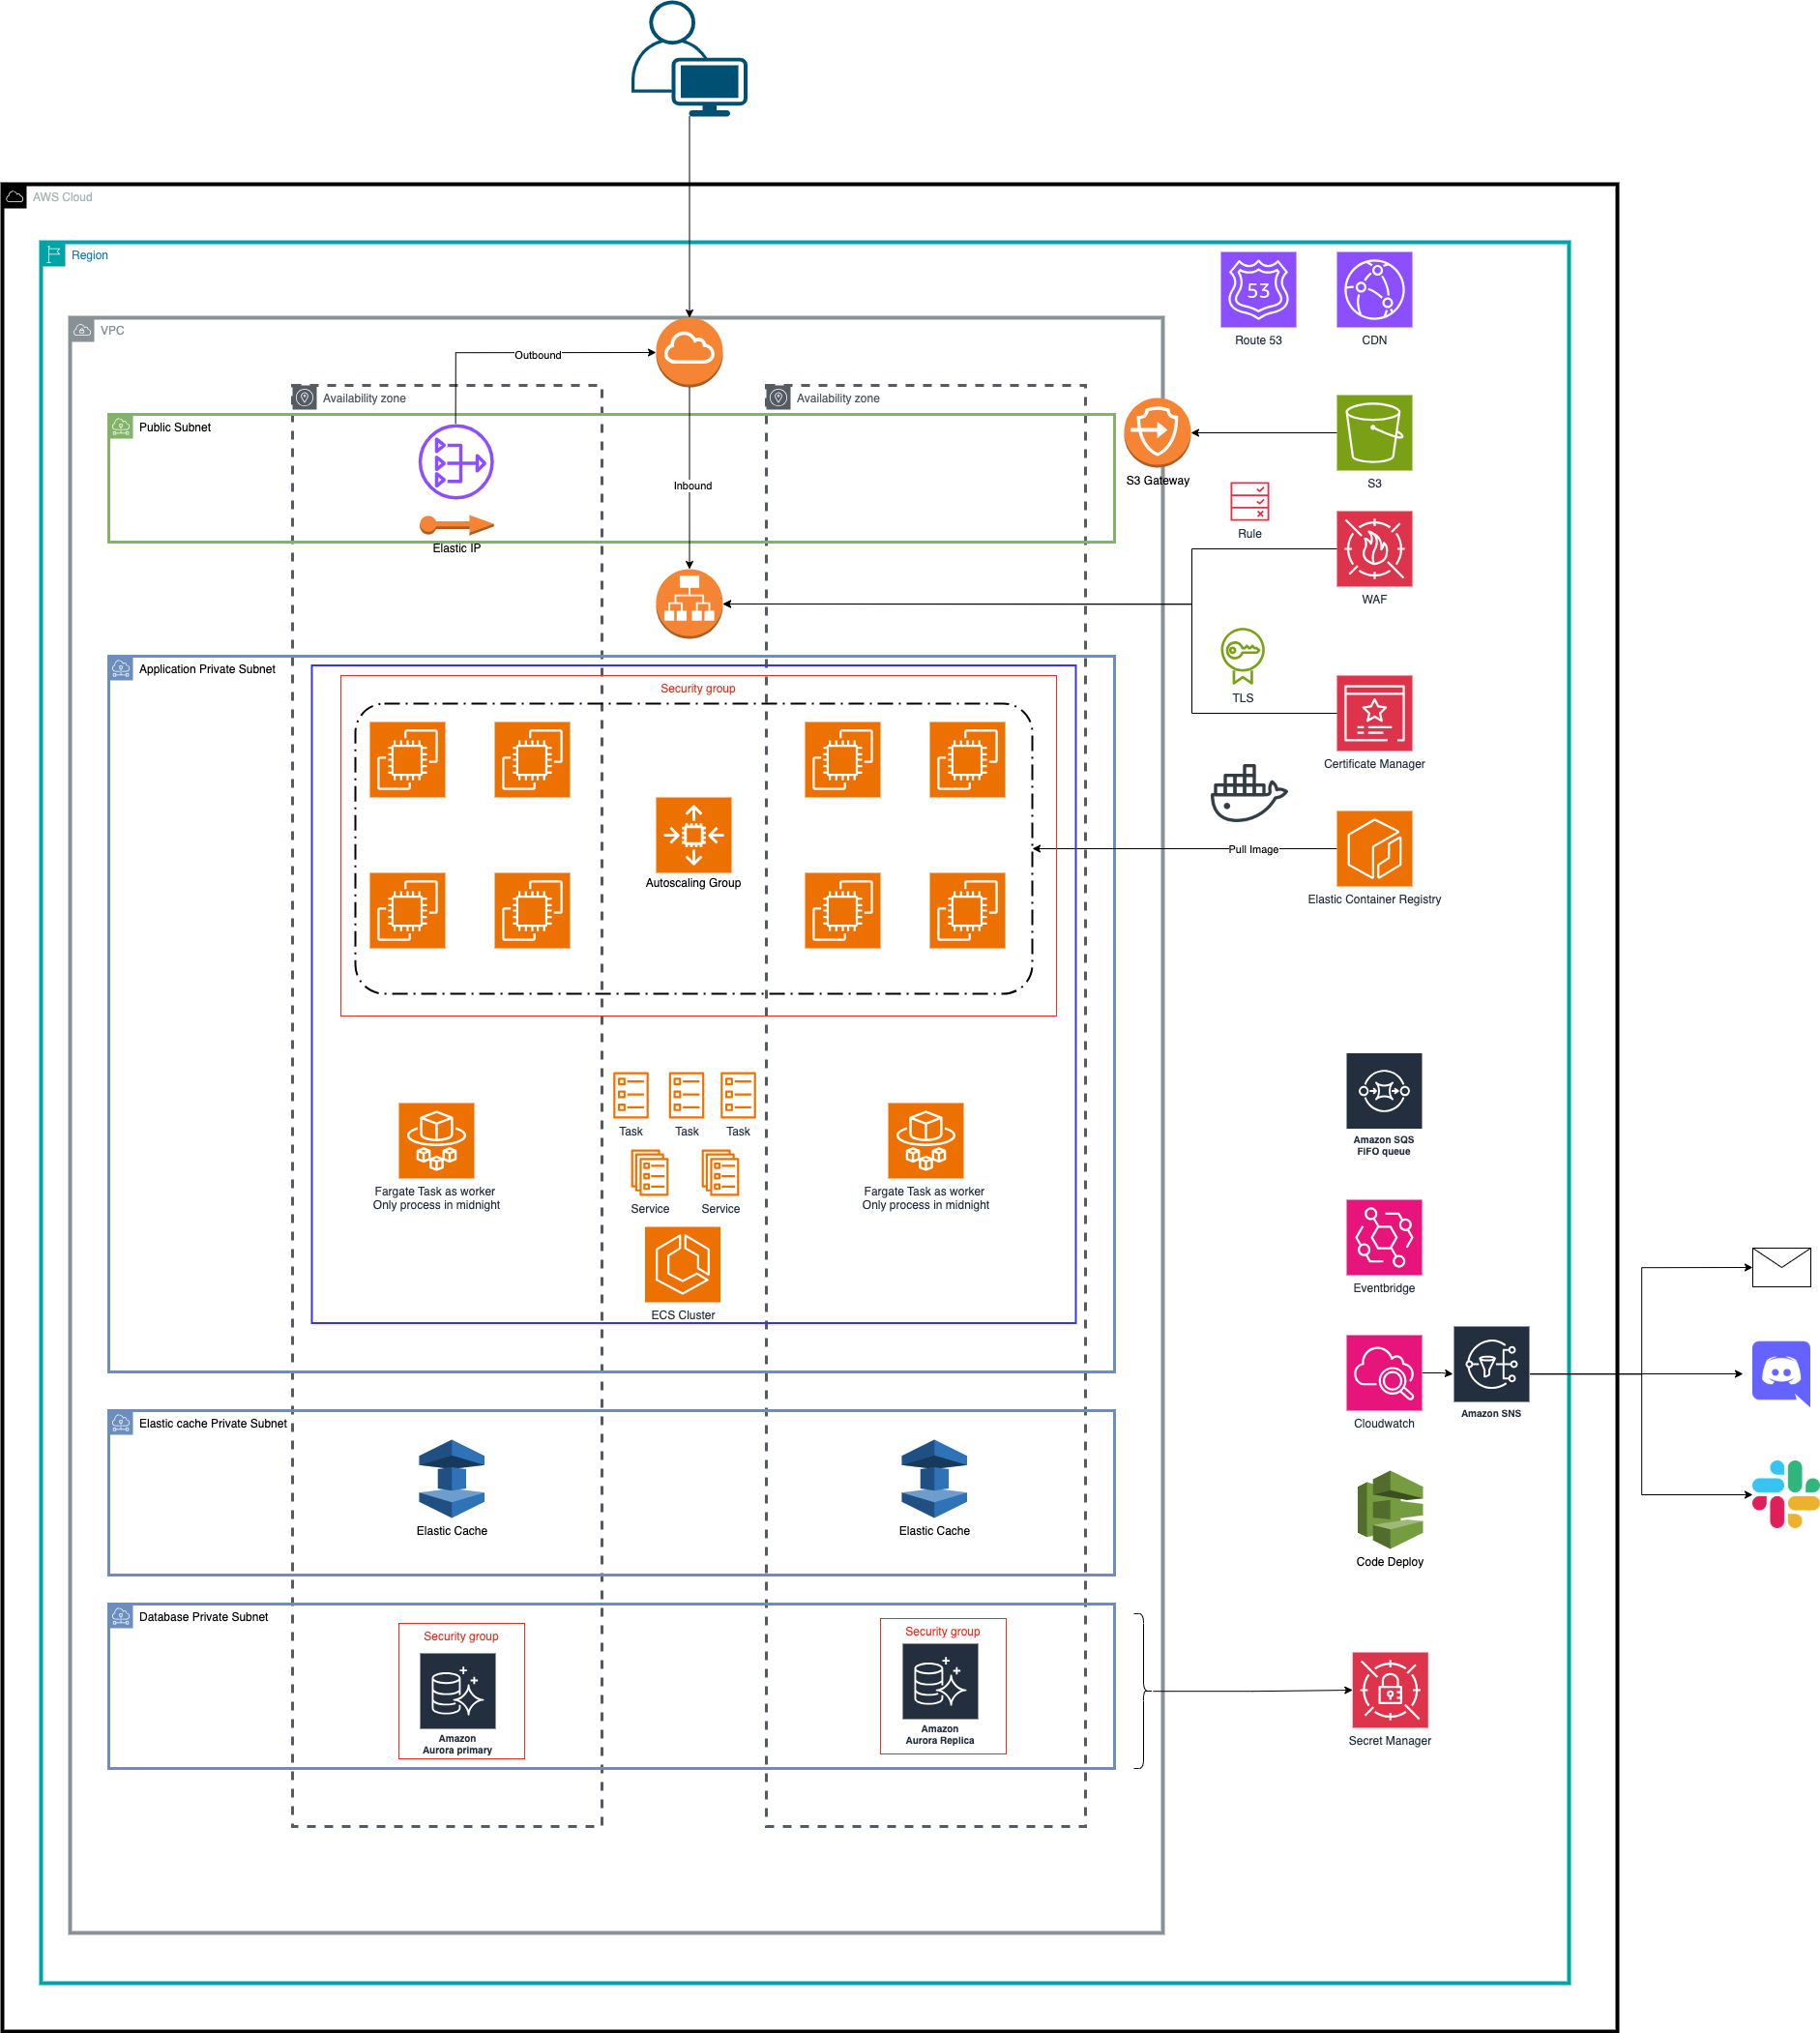 AWS Cloud
Region
53
Route 53
CDN
VPC
Outbound
Availability zone
Availability zone
Public Subnet
Inbound
S3 Gateway
S3
Rule
Elastic IP
WAF
Application Private Subnet
Security group
TLS
Certificate Manager
Autoscaling Group
Pull Image
Elastic Container Registry
Task
Task
Task
Amazon SQS
FiFO queue
Fargate Task as worker
Only process in midnight
Fargate Task as worker
Only process in midnight
Service
Service
Eventbridge
ECS Cluster
Cloudwatch
Amazon SNS
Elastic cache Private Subnet
Elastic Cache
Elastic Cache
Code Deploy
Database Private Subnet
Security group
Security group
Amazon
Aurora primary
Amazon
Aurora Replica
Secret Manager